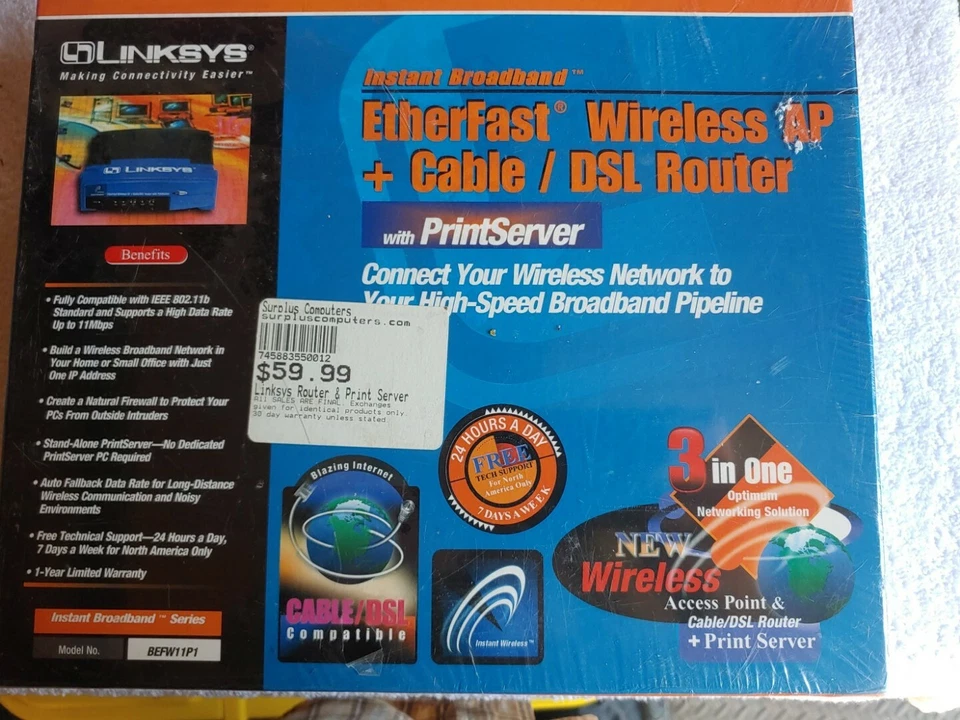 LINKSYS®
Making Connectivity Easier™
LINKSYS
Benefits
• Fully Compatible with IEEE 802.11b
Standard and Supports a High Data Rate
Up to 11Mbps
• Build a Wireless Broadband Network in
Your Home or Small Office with Just
One IP Address
• Create a Natural Firewall to Protect Your
PCs From Outside Intruders
• Stand-Alone PrintServer—No Dedicated
PrintServer PC Required
• Auto Fallback Data Rate for Long-Distance
Wireless Communication and Noisy
Environments
• Free Technical Support—24 Hours a Day,
7 Days a Week for North America Only
• 1-Year Limited Warranty
Instant Broadband™ Series
Model No. BEFW11P1
Instant Broadband™
EtherFast® Wireless AP
+ Cable / DSL Router
with PrintServer
Connect Your Wireless Network to
Your High-Speed Broadband Pipeline
Surplus Computers
surpluscomputers.com
745883550012
$59.99
Linksys Router & Print Server
All SALES ARE FINAL. Exchanges
given for identical products only.
30 day warranty unless stated.
Blazing Internet
CABLE/DSL
Compatible
24 HOURS A DAY
FREE
TECH SUPPORT
For North
America Only
7 DAYS A WEEK
Instant Wireless™
3 in One
Optimum
Networking Solution
NEW
Wireless
Access Point &
Cable/DSL Router
+ Print Server